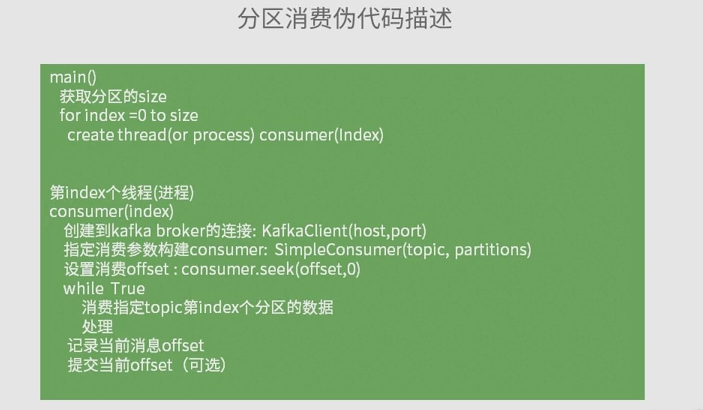 分区消费伪代码描述
main()
获取分区的size
for index =0 to size
create thread(or process) consumer(Index)
第index个线程(进程)
consumer(index)
创建到kafka broker的连接: KafkaClient(host,port)
指定消费参数构建consumer: SimpleConsumer(topic, partitions)
设置消费offset : consumer.seek(offset,0)
while True
消费指定topic第index个分区的数据
处理
记录当前消息offset
提交当前offset（可选）